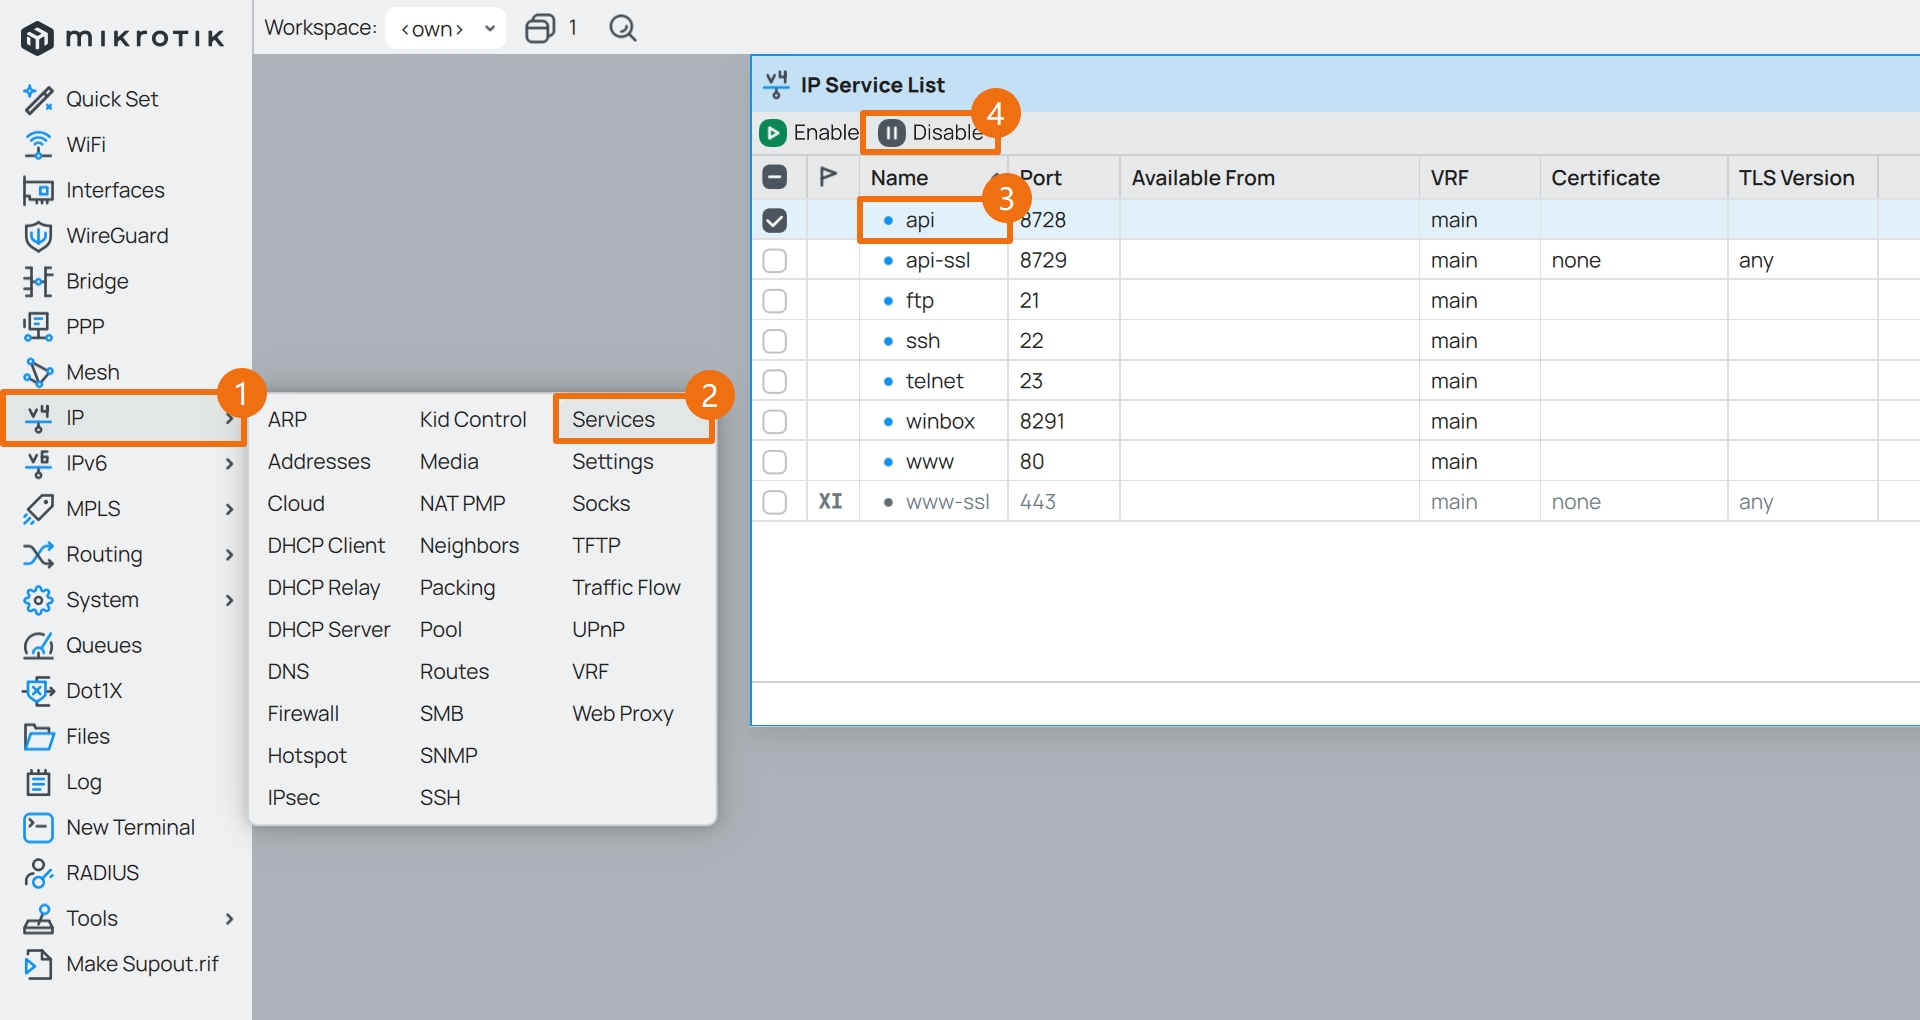 mikrotik
Workspace: <own> 1
Quick Set
WiFi
Interfaces
WireGuard
Bridge
PPP
Mesh
1
IP
IPv6
MPLS
Routing
System
Queues
Dot1X
Files
Log
New Terminal
RADIUS
Tools
Make Supout.rif
2
ARP Kid Control Services
Addresses Media Settings
Cloud NAT PMP Socks
DHCP Client Neighbors TFTP
DHCP Relay Packing Traffic Flow
DHCP Server Pool UPnP
DNS Routes VRF
Firewall SMB Web Proxy
Hotspot SNMP
IPsec SSH
v4 IP Service List
4
Enable Disable
Name Port Available From VRF Certificate TLS Version
3
api 8728 main
api-ssl 8729 main none any
ftp 21 main
ssh 22 main
telnet 23 main
winbox 8291 main
www 80 main
XI www-ssl 443 main none any